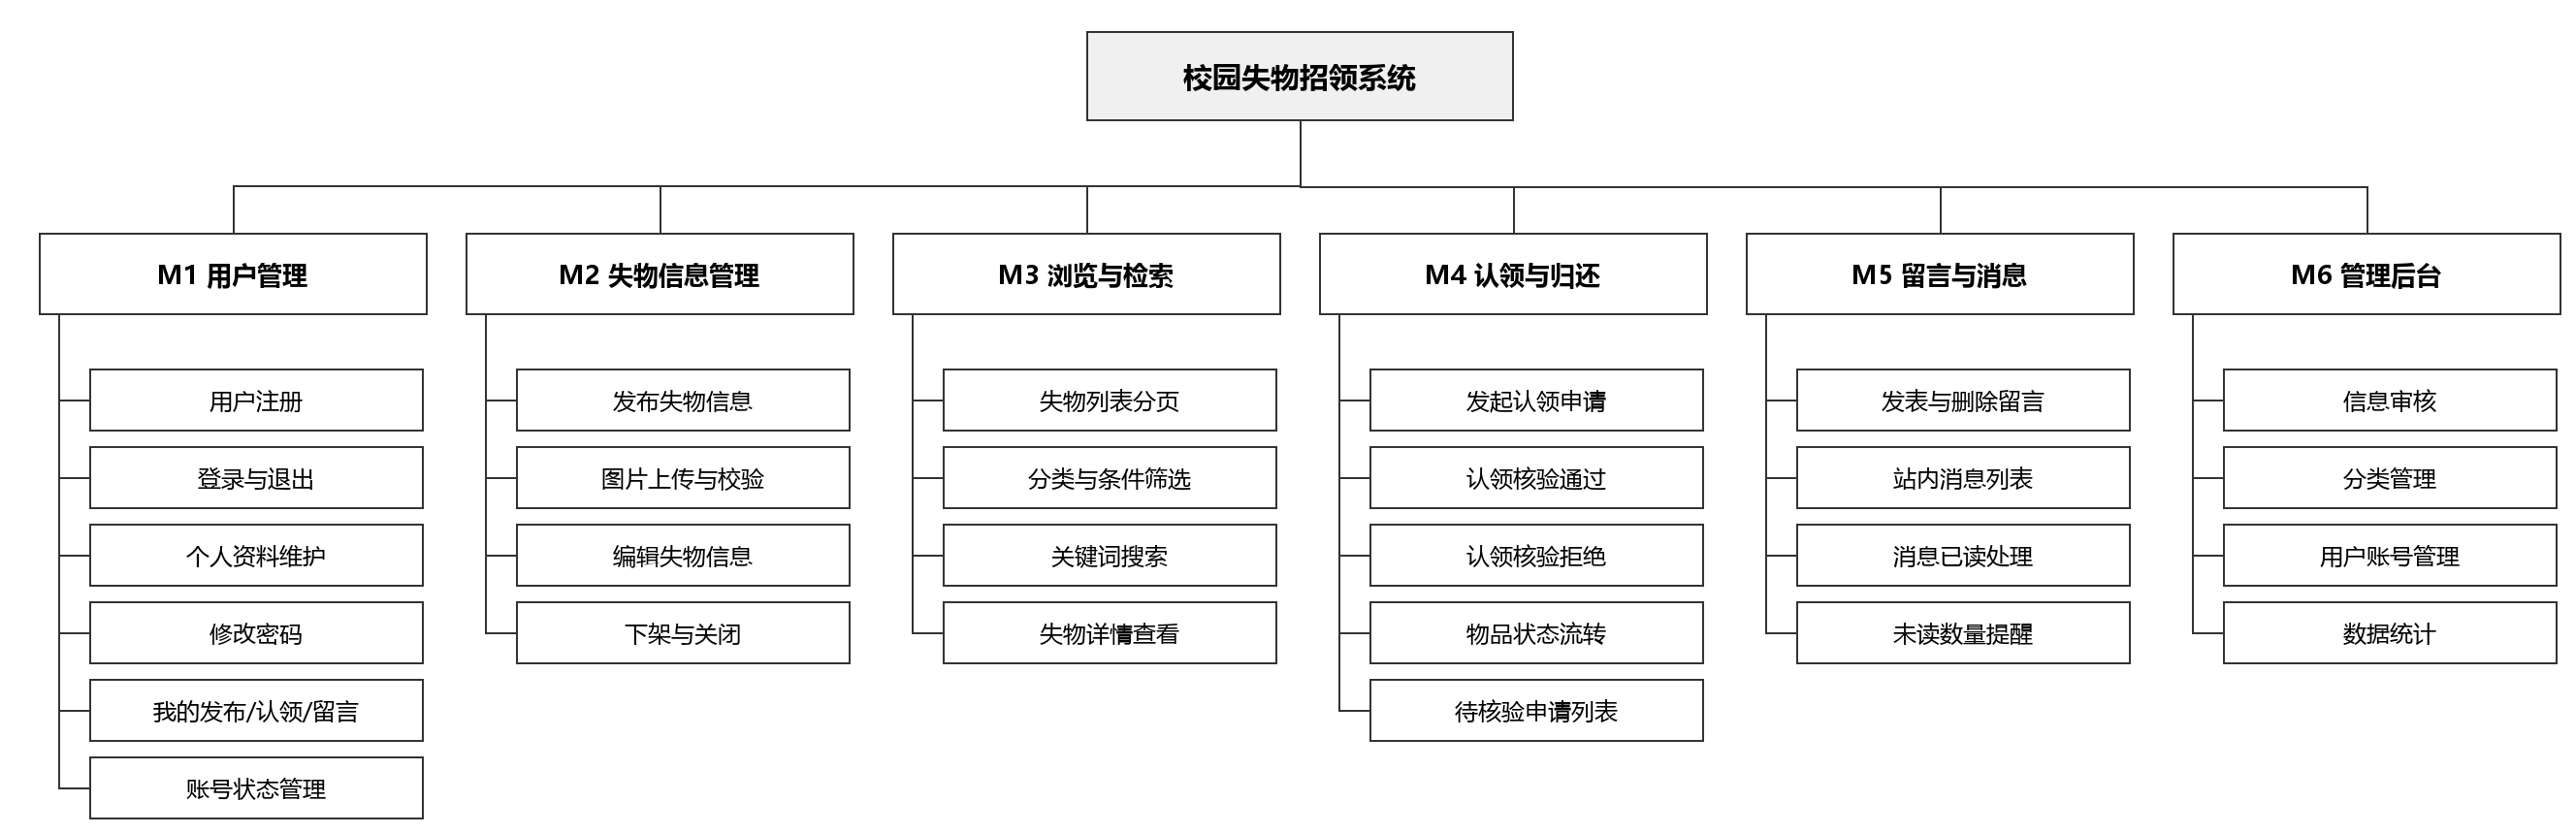 校园失物招领系统
M1 用户管理
用户注册
登录与退出
个人资料维护
修改密码
我的发布/认领/留言
账号状态管理
M2 失物信息管理
发布失物信息
图片上传与校验
编辑失物信息
下架与关闭
M3 浏览与检索
失物列表分页
分类与条件筛选
关键词搜索
失物详情查看
M4 认领与归还
发起认领申请
认领核验通过
认领核验拒绝
物品状态流转
待核验申请列表
M5 留言与消息
发表与删除留言
站内消息列表
消息已读处理
未读数量提醒
M6 管理后台
信息审核
分类管理
用户账号管理
数据统计